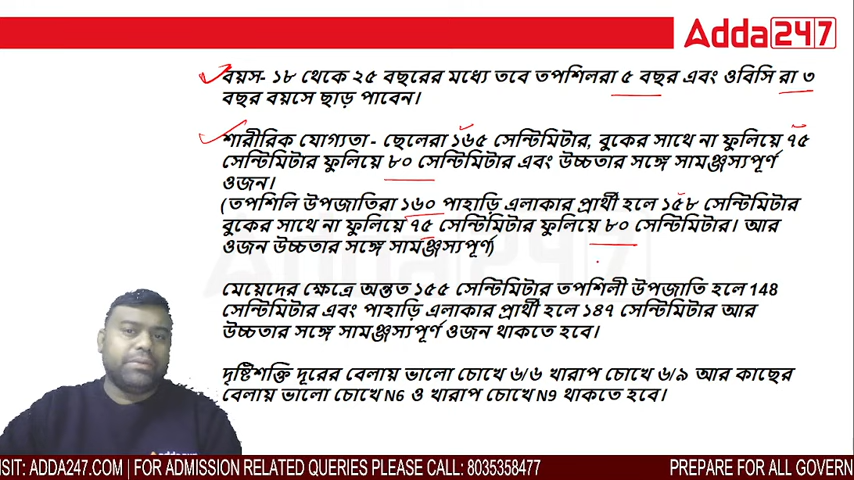 Adda247
বয়স- ১৮ থেকে ২৫ বছরের মধ্যে তবে তপশিলরা ৫ বছর এবং ওবিসি রা ৩
বছর বয়সে ছাড় পাবেন।
শারীরিক যোগ্যতা - ছেলেরা ১৬৫ সেন্টিমিটার, বুকের সাথে না ফুলিয়ে ৭৫
সেন্টিমিটার ফুলিয়ে ৮০ সেন্টিমিটার এবং উচ্চতার সঙ্গে সামঞ্জস্যপূর্ণ
ওজন।
(তপশিলি উপজাতিরা ১৬০ পাহাড়ি এলাকার প্রার্থী হলে ১৫৮ সেন্টিমিটার
বুকের সাথে না ফুলিয়ে ৭৫ সেন্টিমিটার ফুলিয়ে ৮০ সেন্টিমিটার। আর
ওজন উচ্চতার সঙ্গে সামঞ্জস্যপূর্ণ)
মেয়েদের ক্ষেত্রে অন্তত ১৫৫ সেন্টিমিটার তপশিলী উপজাতি হলে 148
সেন্টিমিটার এবং পাহাড়ি এলাকার প্রার্থী হলে ১৪৭ সেন্টিমিটার আর
উচ্চতার সঙ্গে সামঞ্জস্যপূর্ণ ওজন থাকতে হবে।
দৃষ্টিশক্তি দূরের বেলায় ভালো চোখে ৬/৬ খারাপ চোখে ৬/৯ আর কাছের
বেলায় ভালো চোখে N6 ও খারাপ চোখে N9 থাকতে হবে।
ISIT: ADDA247.COM | FOR ADMISSION RELATED QUERIES PLEASE CALL: 8035358477 PREPARE FOR ALL GOVERN